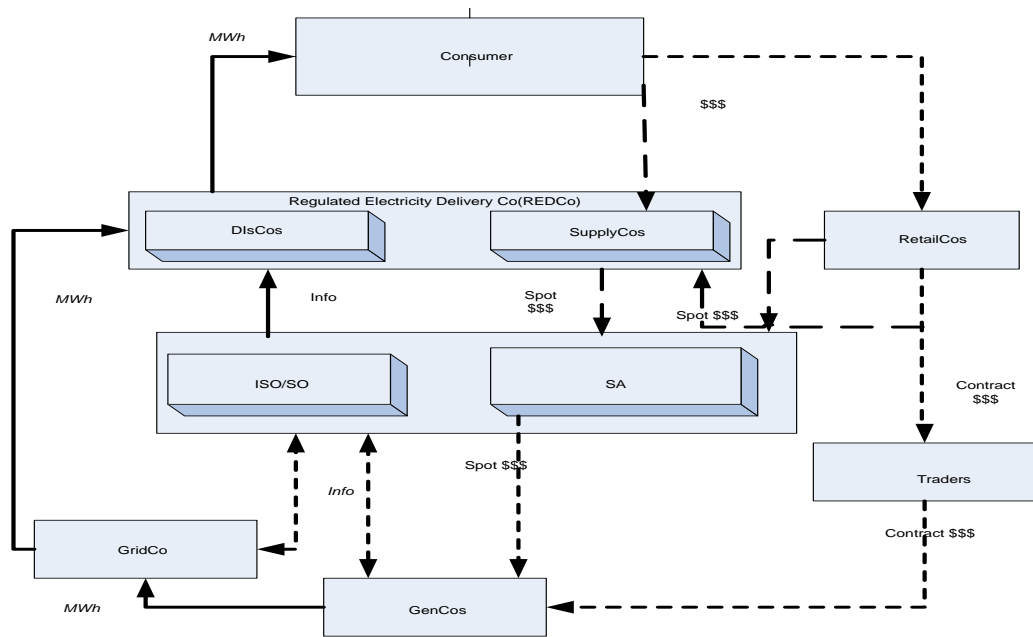 MWh
Consumer
$$$
Regulated Electricity Delivery Co(REDCo)
DIsCos
SupplyCos
RetailCos
MWh
Info
Spot
$$$
Spot $$$
ISO/SO
SA
Contract
$$$
Spot $$$
Info
Traders
Contract $$$
GridCo
MWh
GenCos